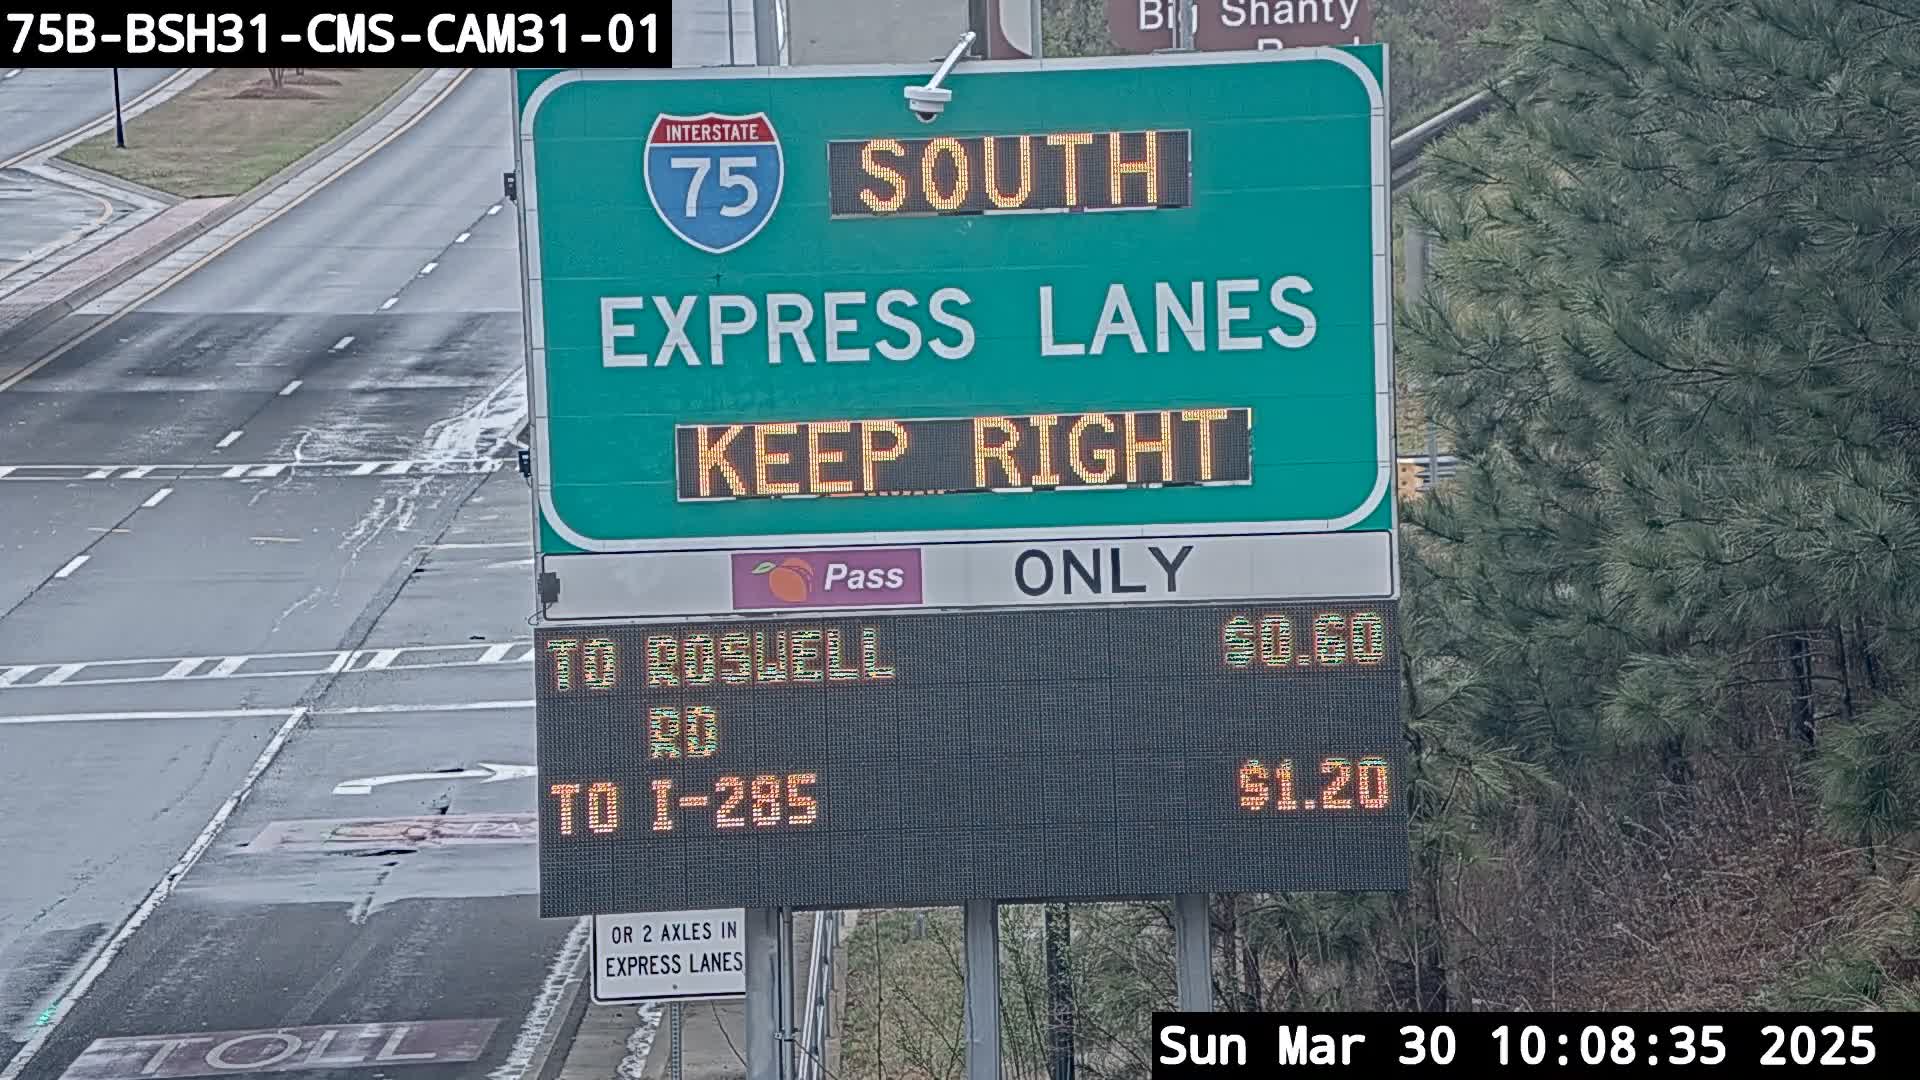 75B-BSH31-CMS-CAM31-01
Big Shanty
Road
INTERSTATE
75
SOUTH
EXPRESS LANES
KEEP RIGHT
Pass
ONLY
TO ROSWELL $0.60
RD
TO I-285 $1.20
OR 2 AXLES IN
EXPRESS LANES
TOLL
Sun Mar 30 10:08:35 2025